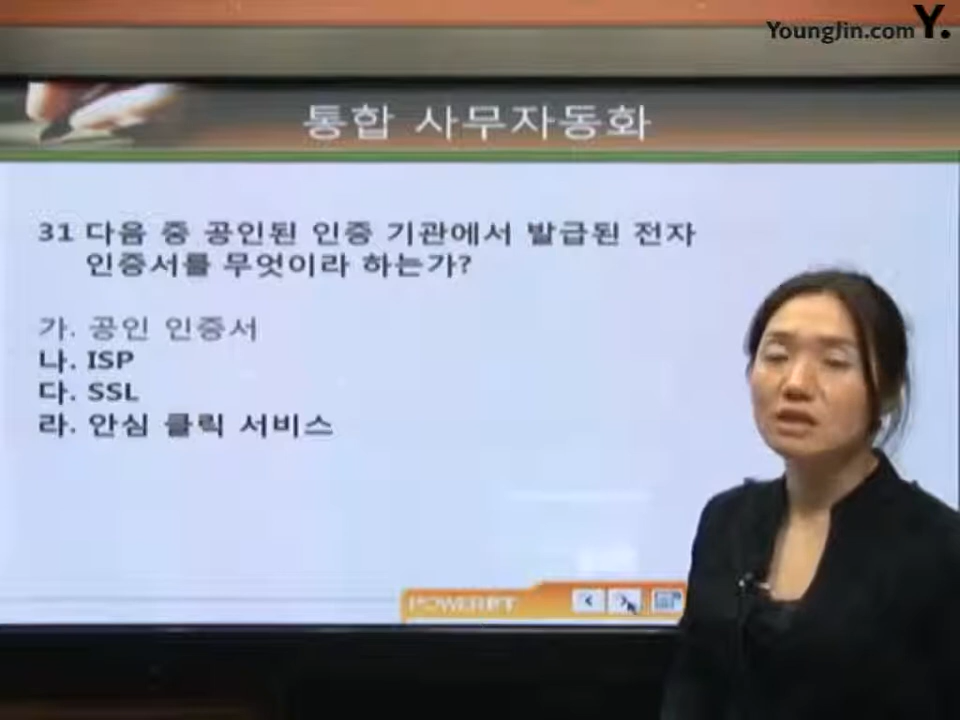 YoungJin.com Y.
통합 사무자동화
31 다음 중 공인된 인증 기관에서 발급된 전자
인증서를 무엇이라 하는가?
가. 공인 인증서
나. ISP
다. SSL
라. 안심 클릭 서비스
POWERPT